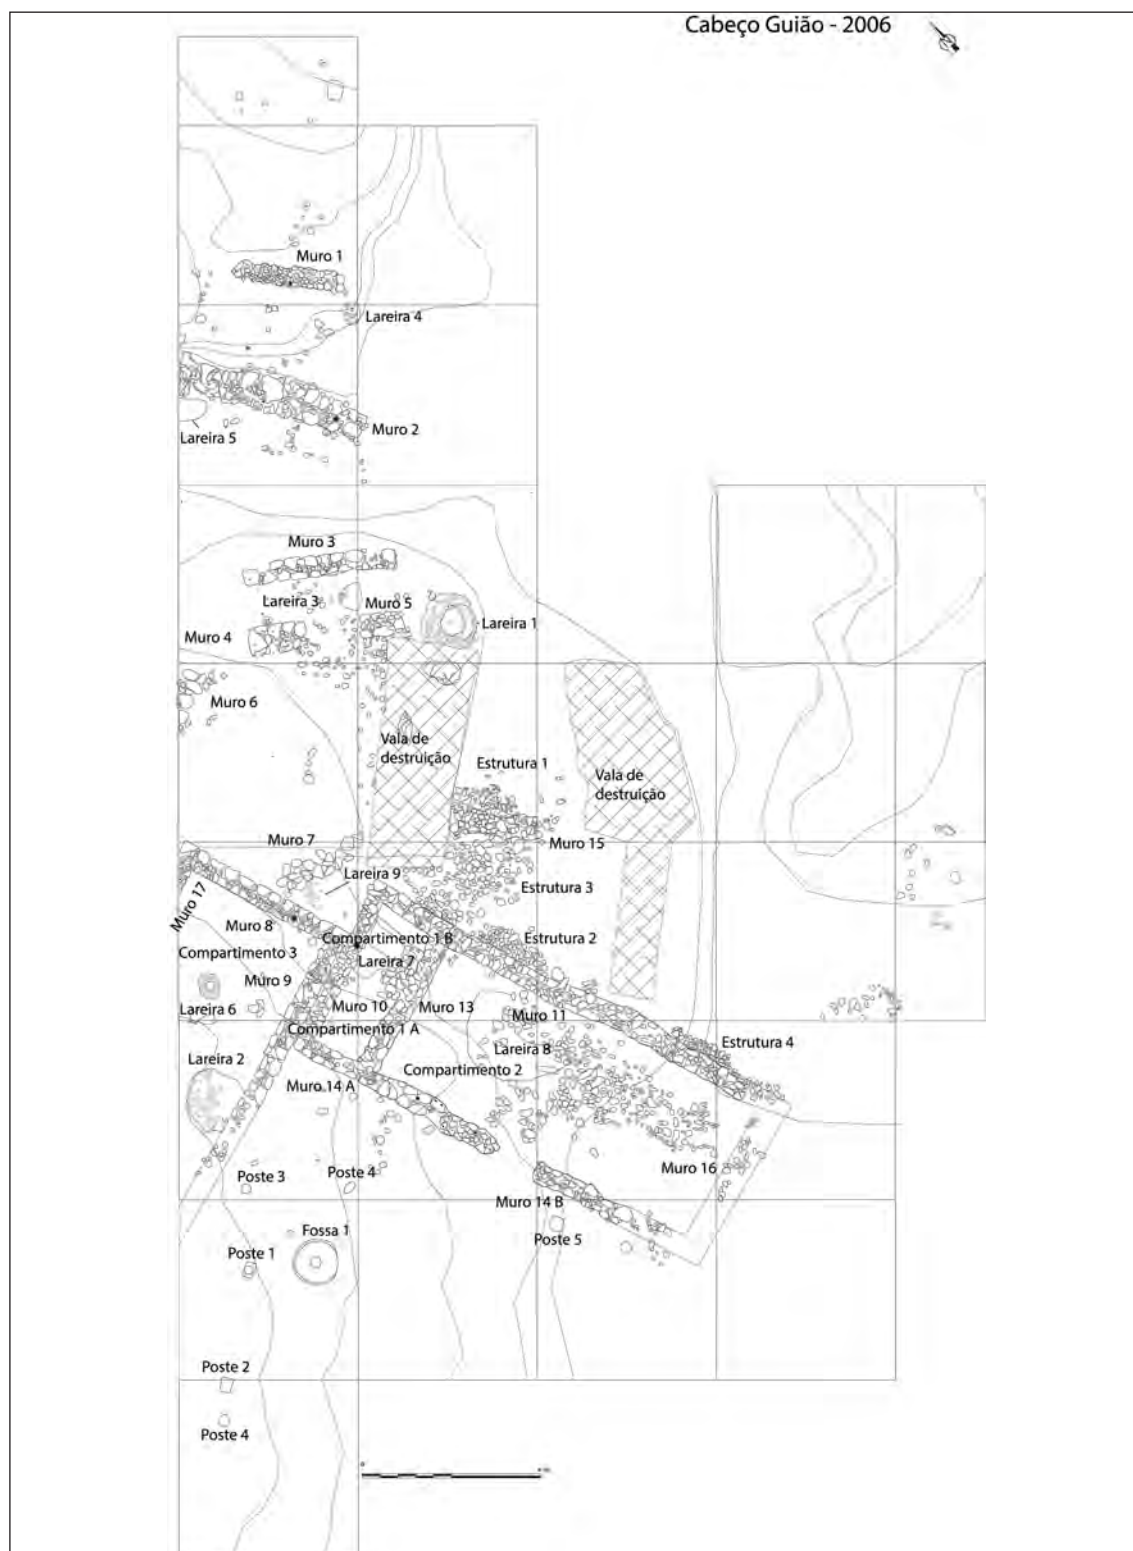 Cabeço Guião - 2006
Muro 1
Lareira 4
Muro 2
Lareira 5
Muro 3
Lareira 3
Muro 5
Lareira 1
Muro 4
Muro 6
Vala de
destruição
Estrutura 1
Vala de
destruição
Muro 7
Muro 15
Lareira 9
Estrutura 3
Muro 17
Muro 8
Compartimento 1 B
Estrutura 2
Compartimento 3
Lareira 7
Muro 9
Lareira 6
Muro 10
Muro 13
Muro 11
Compartimento 1 A
Estrutura 4
Lareira 8
Lareira 2
Compartimento 2
Muro 14 A
Muro 16
Poste 3
Poste 4
Muro 14 B
Fossa 1
Poste 5
Poste 1
Poste 2
Poste 4